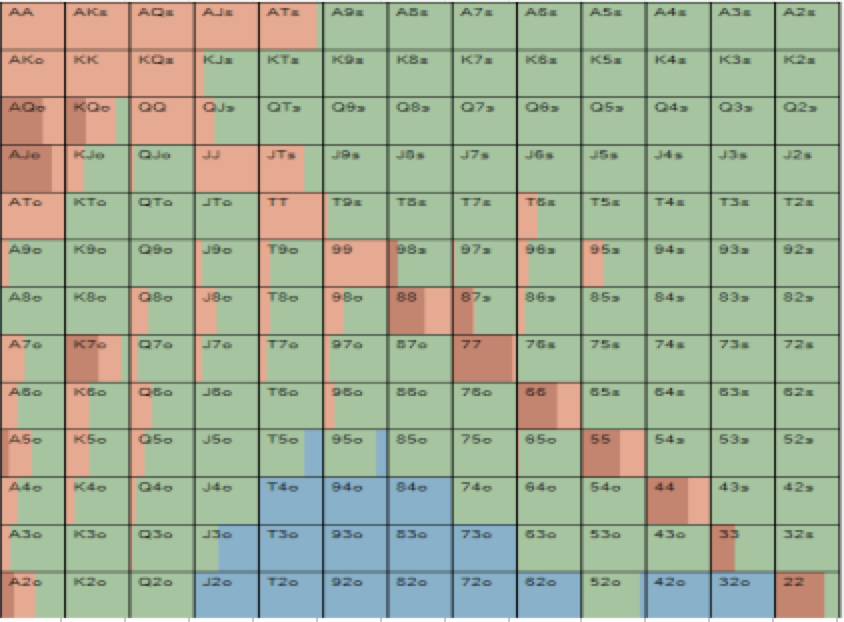 AA AKs AQs AJs ATs A9s A8s A7s A6s A5s A4s A3s A2s
AKo KK KQs KJs KTs K9s K8s K7s K6s K5s K4s K3s K2s
AQo KQo QQ QJs QTs Q9s Q8s Q7s Q6s Q5s Q4s Q3s Q2s
AJo KJo QJo JJ JTs J9s J8s J7s J6s J5s J4s J3s J2s
ATo KTo QTo JTo TT T9s T8s T7s T6s T5s T4s T3s T2s
A9o K9o Q9o J9o T9o 99 98s 97s 96s 95s 94s 93s 92s
A8o K8o Q8o J8o T8o 98o 88 87s 86s 85s 84s 83s 82s
A7o K7o Q7o J7o T7o 97o 87o 77 76s 75s 74s 73s 72s
A6o K6o Q6o J6o T6o 96o 86o 76o 66 65s 64s 63s 62s
A5o K5o Q5o J5o T5o 95o 85o 75o 65o 55 54s 53s 52s
A4o K4o Q4o J4o T4o 94o 84o 74o 64o 54o 44 43s 42s
A3o K3o Q3o J3o T3o 93o 83o 73o 63o 53o 43o 33 32s
A2o K2o Q2o J2o T2o 92o 82o 72o 62o 52o 42o 32o 22